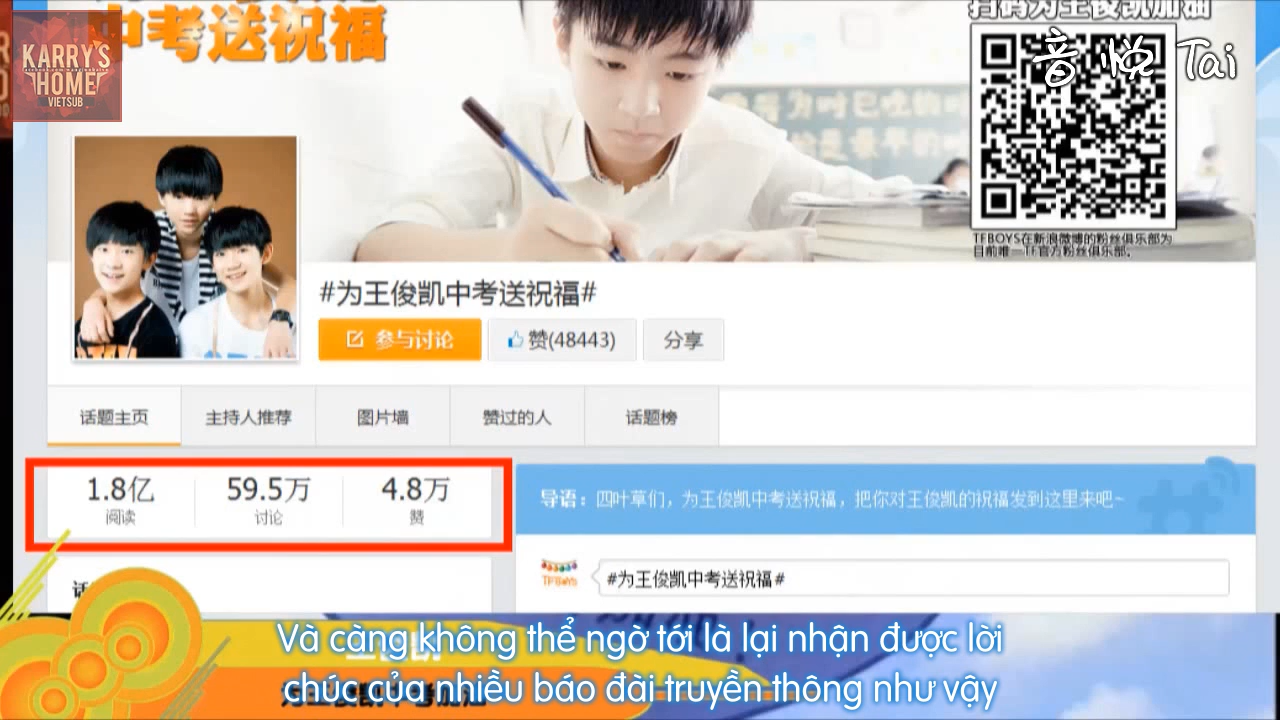 中考送祝福
扫码为王俊凯加油
音悦 Tai
KARRY'S
HOME
VIETSUB
TFBOYS在新浪微博的粉丝俱乐部为
目前唯一TF官方粉丝俱乐部。
#为王俊凯中考送祝福#
参与讨论
赞(48443)
分享
话题主页
主持人推荐
图片墙
赞过的人
话题榜
1.8亿
59.5万
4.8万
阅读
讨论
赞
导语：四叶草们，为王俊凯中考送祝福，把你对王俊凯的祝福发到这里来吧~
TFBOYS
#为王俊凯中考送祝福#
Và càng không thể ngờ tới là lại nhận được lời
chúc của nhiều báo đài truyền thông như vậy